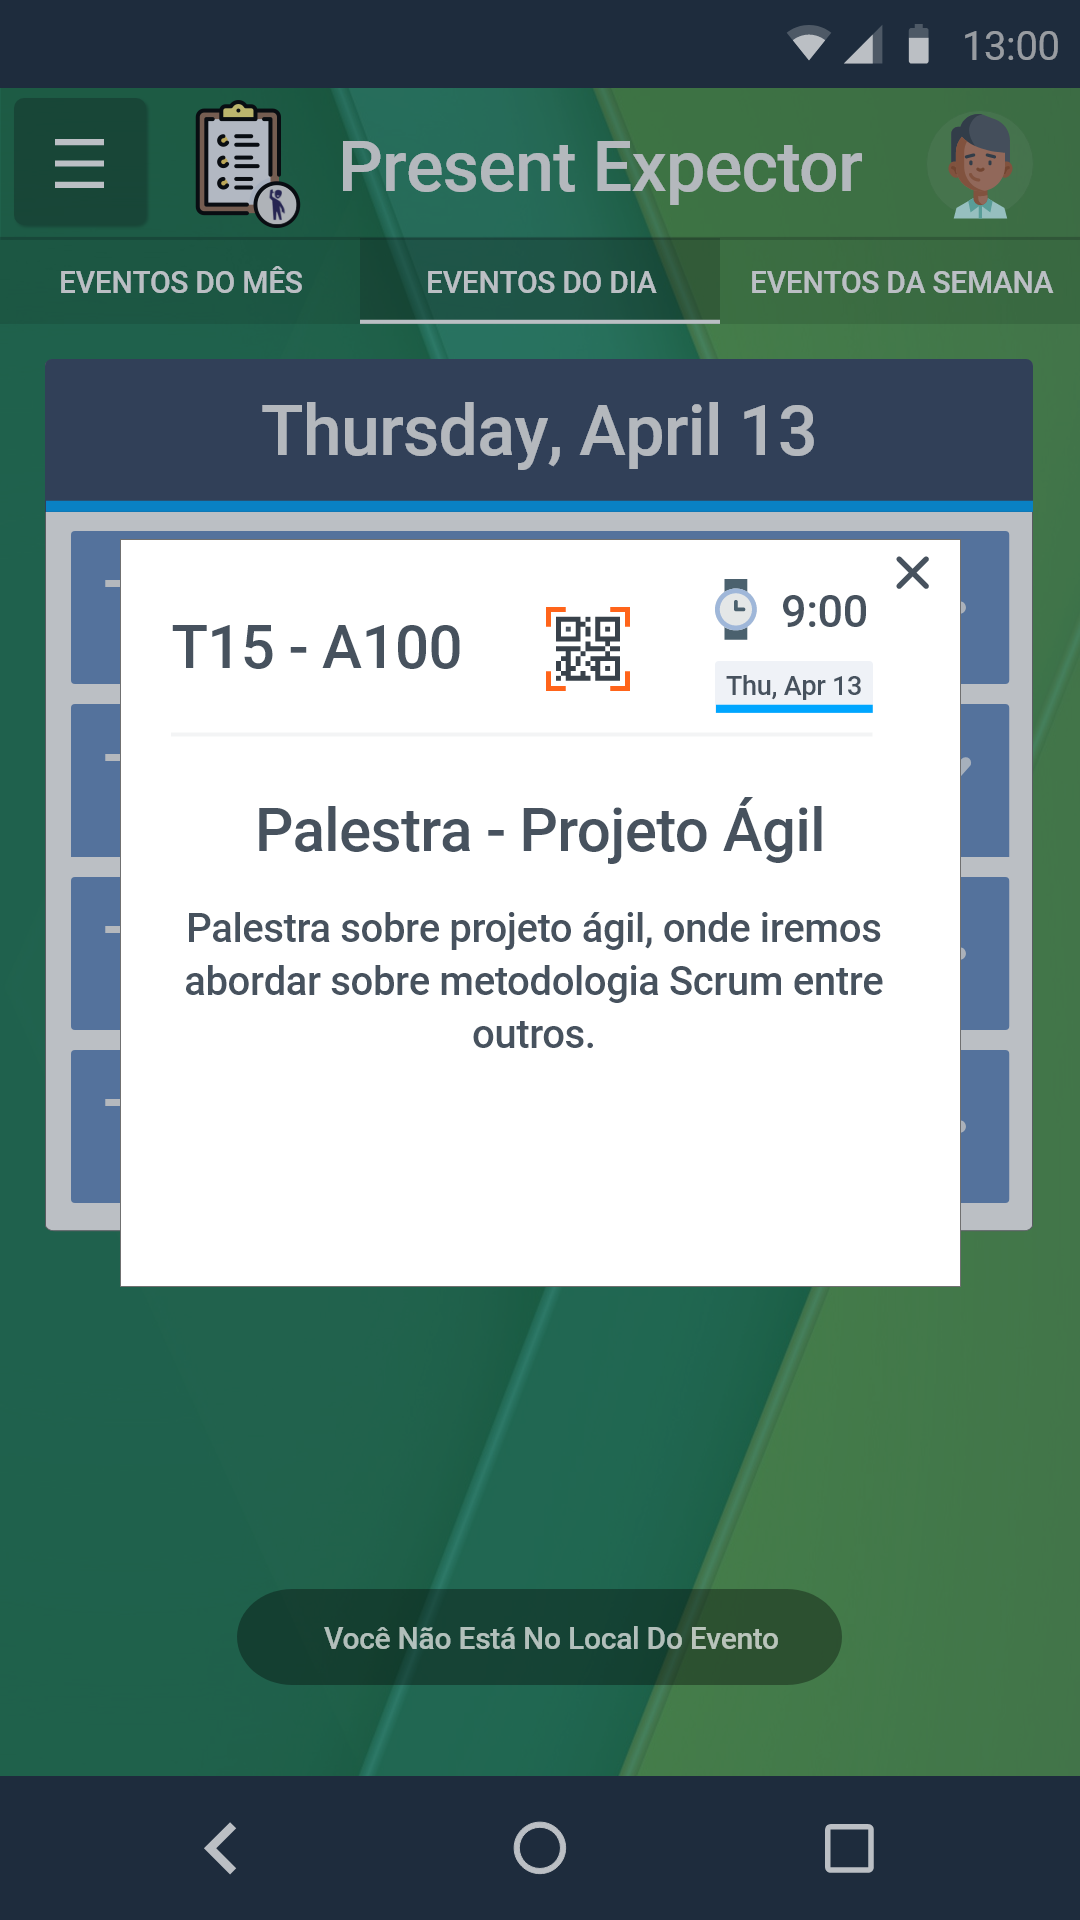 13:00
Present Expector
EVENTOS DO MÊS
EVENTOS DO DIA
EVENTOS DA SEMANA
Thursday, April 13
T15 - A100
9:00
Thu, Apr 13
Palestra - Projeto Ágil
Palestra sobre projeto ágil, onde iremos
abordar sobre metodologia Scrum entre
outros.
Você Não Está No Local Do Evento